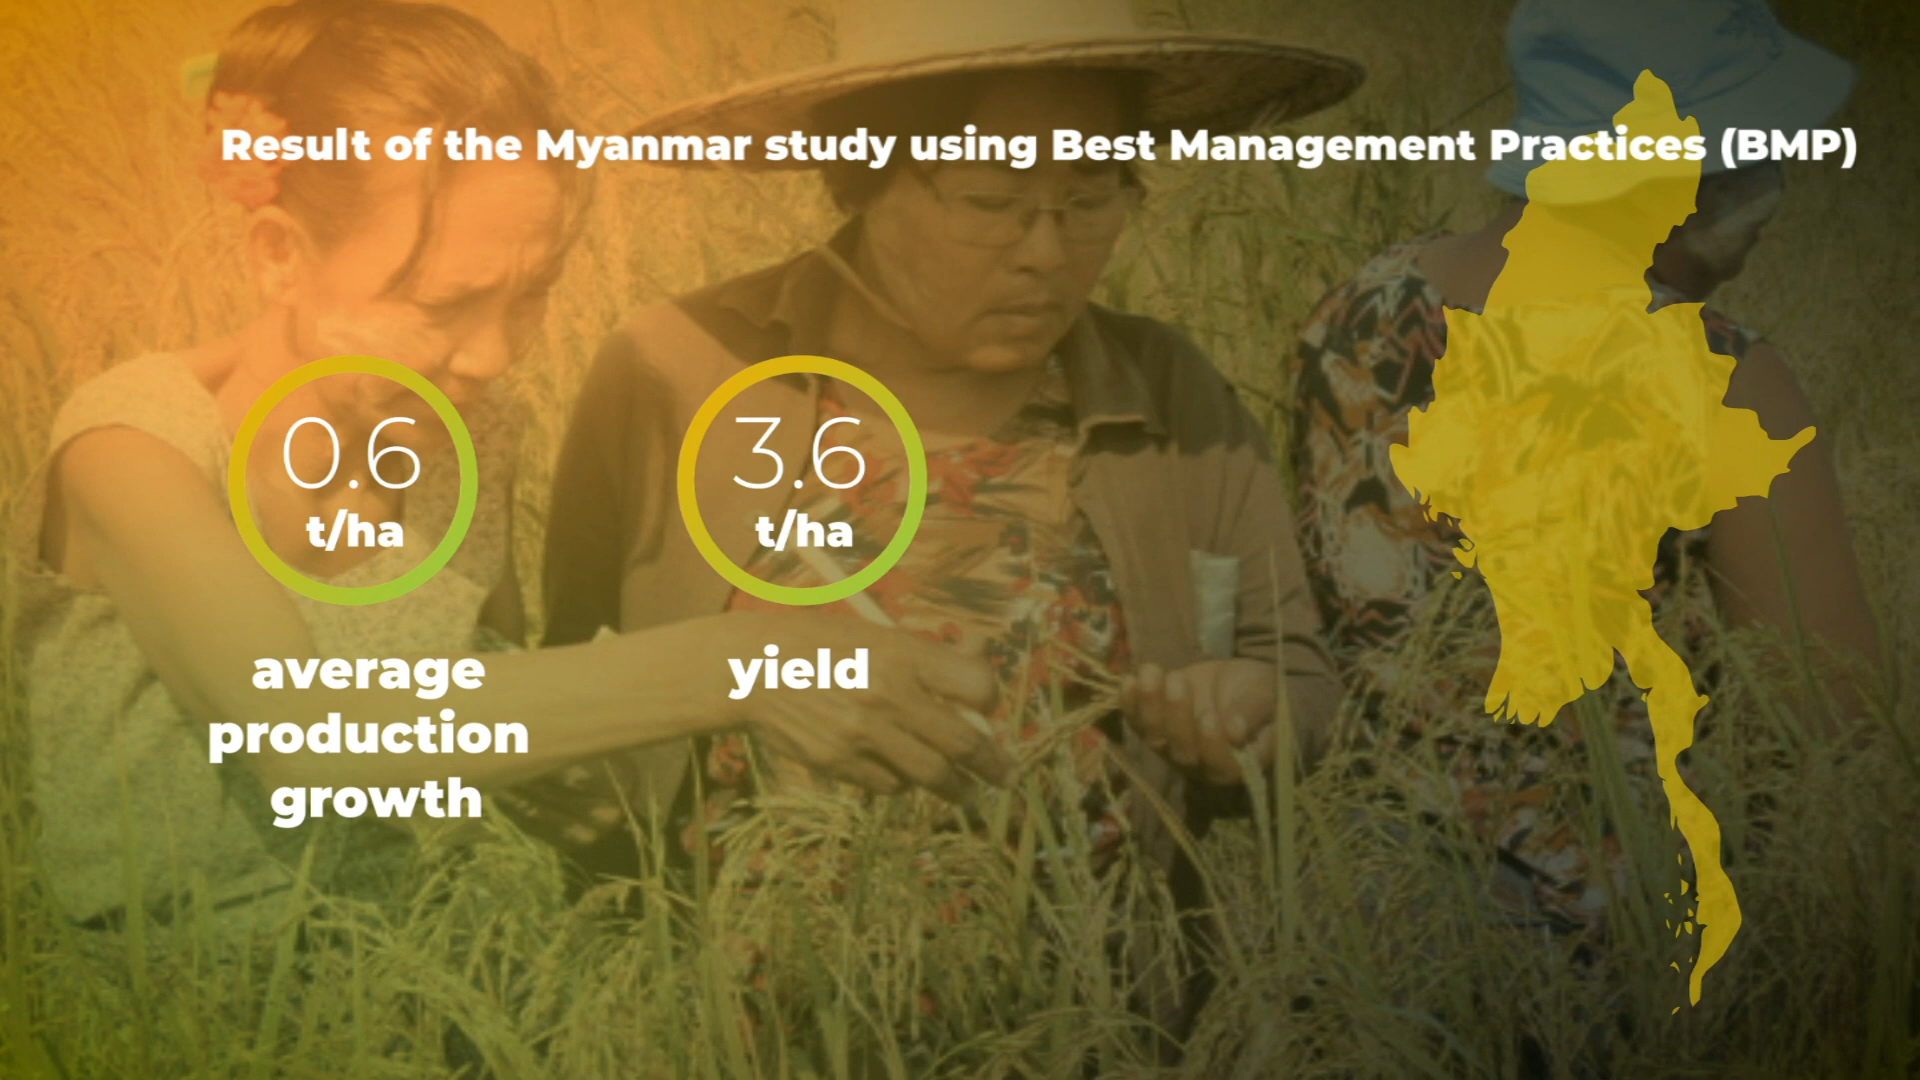 Result of the Myanmar study using Best Management Practices (BMP)
0.6
t/ha
average
production
growth
3.6
t/ha
yield